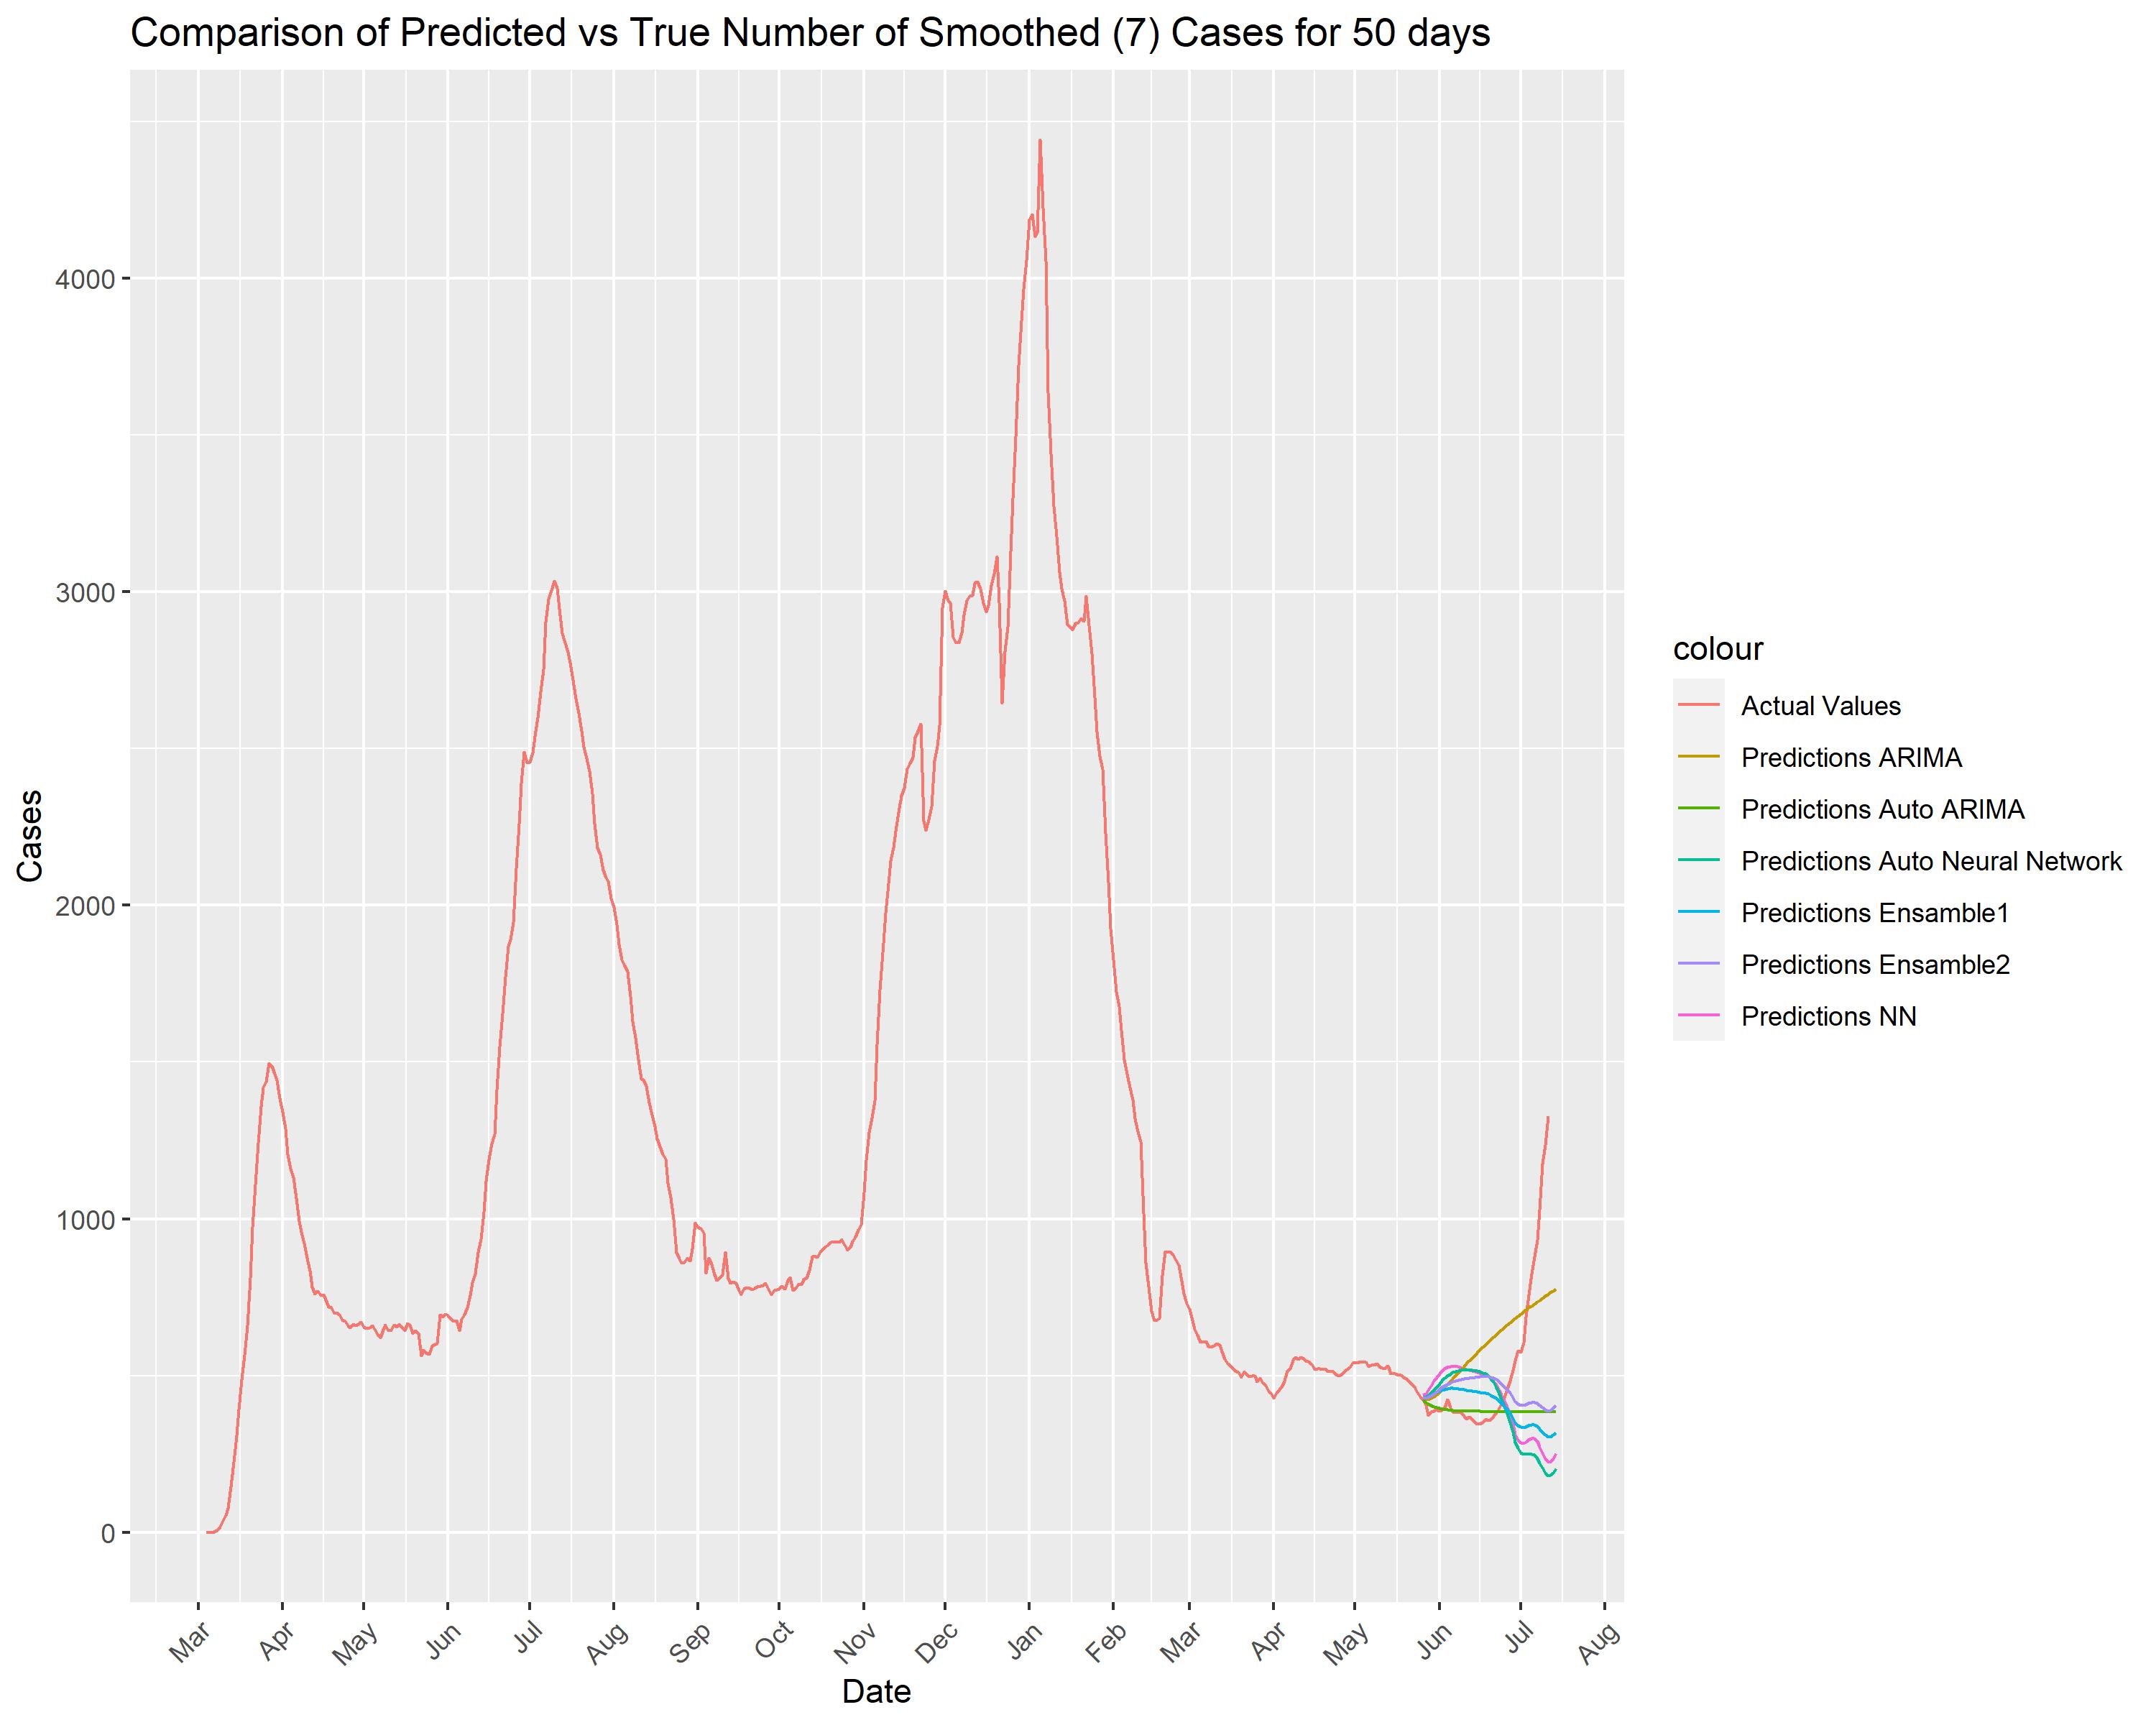 Comparison of Predicted vs True Number of Smoothed (7) Cases for 50 days
4000
3000
2000
1000
0
Cases
Mar
Apr
May
Jun
Jul
Aug
Sep
Oct
Nov
Dec
Jan
Feb
Mar
Apr
May
Jun
Jul
Aug
Date
colour
Actual Values
Predictions ARIMA
Predictions Auto ARIMA
Predictions Auto Neural Network
Predictions Ensamble1
Predictions Ensamble2
Predictions NN